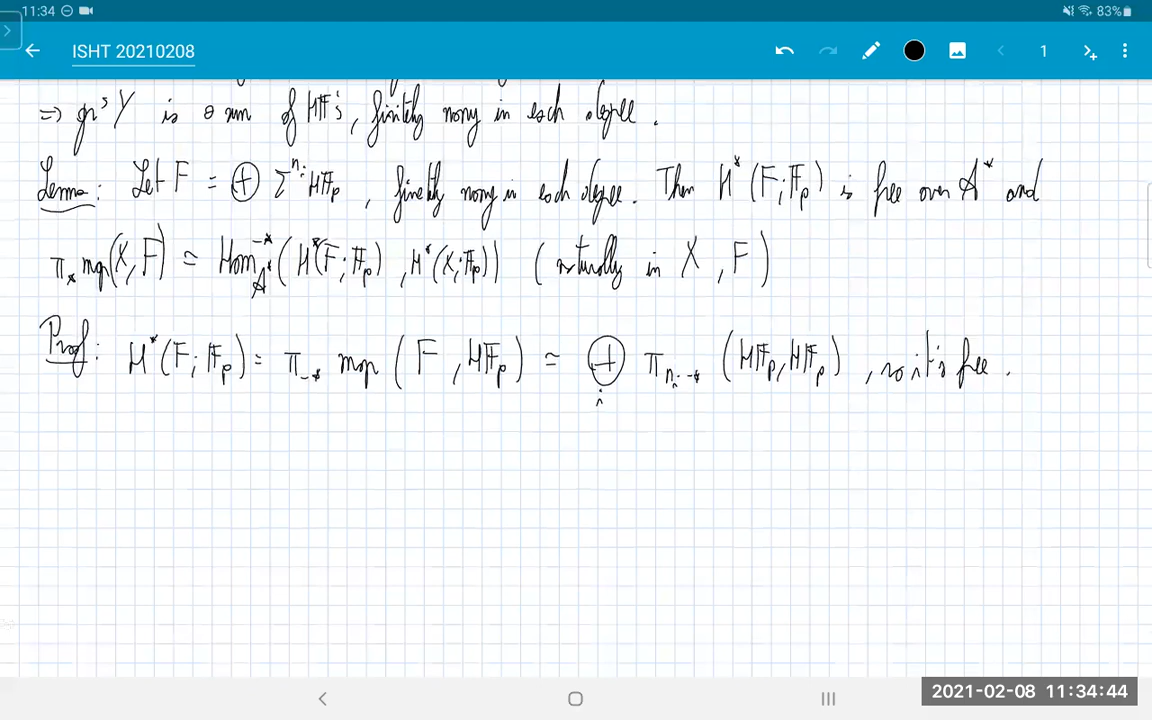 11:34
83%
ISHT 20210208
1
⇒ gr^s Y is a sum of HF's, finitely many in each degree.
Lemma: Let F = ⊕ Σ^{n_i} HF_p, finitely many in each degree. Then H^*(F; F_p) is free over A^* and
π_* map(X, F) ≅ Hom_{A^*}^{-*}(H^*(F; F_p), H^*(X; F_p)) (naturally in X, F)
Proof: H^*(F; F_p) = π_{-*} map(F, HF_p) ≅ ⊕_i π_{n_i-*}(HF_p, HF_p), so it's free.
2021-02-08 11:34:44